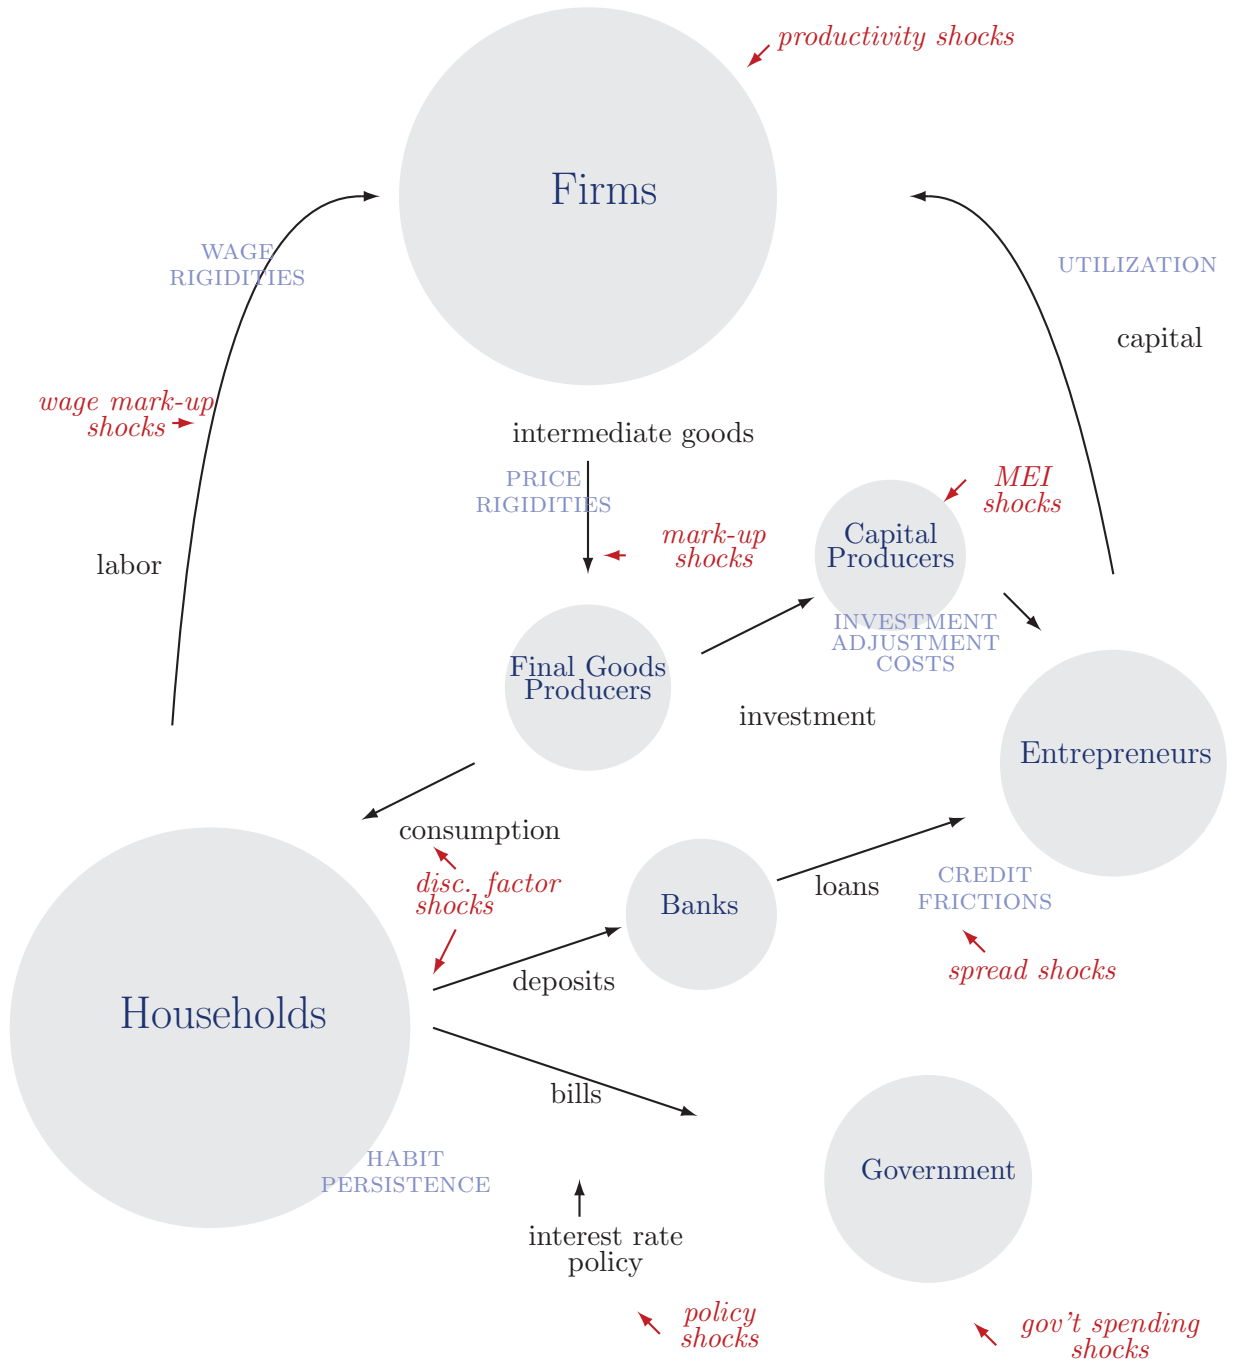 productivity shocks
Firms
WAGE
RIGIDITIES
UTILIZATION
capital
wage mark-up
shocks
intermediate goods
PRICE
RIGIDITIES
MEI
shocks
mark-up
shocks
Capital
Producers
labor
INVESTMENT
ADJUSTMENT
COSTS
Final Goods
Producers
investment
Entrepreneurs
consumption
disc. factor
shocks
Banks
loans
CREDIT
FRICTIONS
spread shocks
deposits
Households
bills
HABIT
PERSISTENCE
Government
interest rate
policy
policy
shocks
gov't spending
shocks